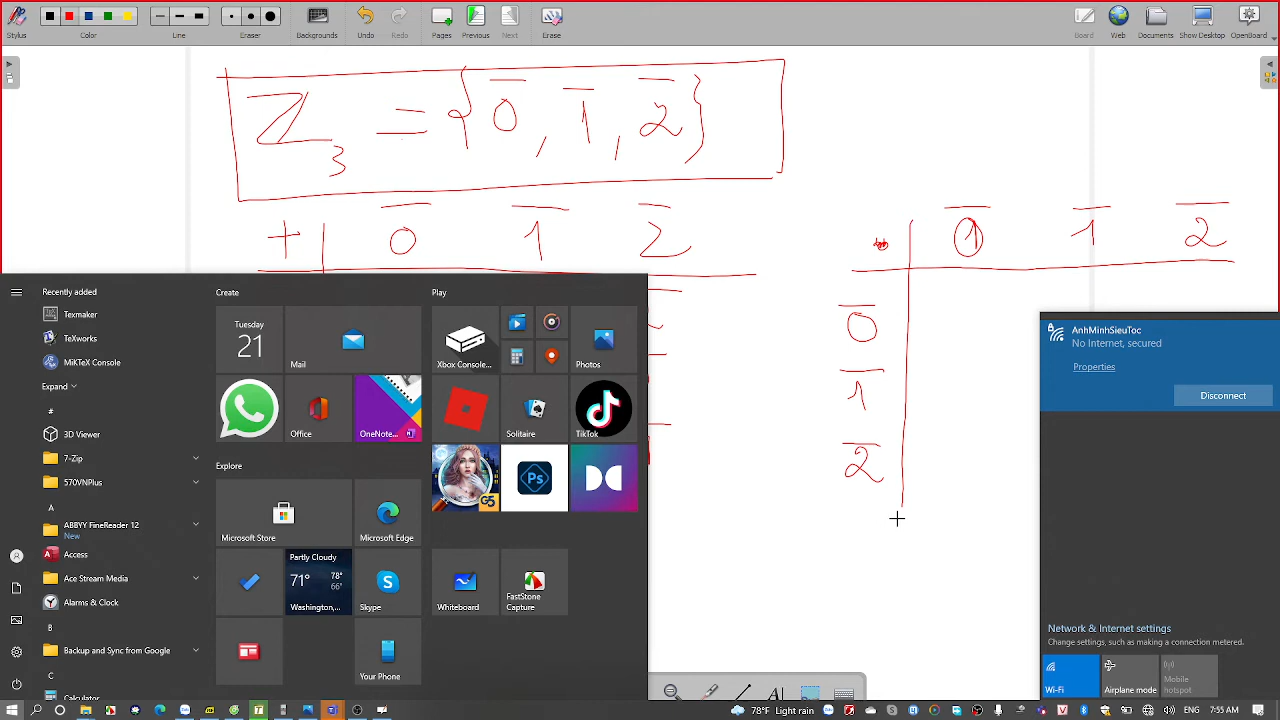 Stylus
Color
Line
Eraser
Backgrounds
Undo
Redo
Pages
Previous
Next
Erase
Board
Web
Documents
Show Desktop
OpenBoard
Z₃ = {0̅, 1̅, 2̅}
+ 0̅ 1̅ 2̅
1̅ 2̅
0̅
1̅
2̅
Recently added
Texmaker
TeXworks
MiKTeX Console
Expand
#
3D Viewer
7-Zip
570VNPlus
A
ABBYY FineReader 12
New
Access
Ace Stream Media
Alarms & Clock
B
Backup and Sync from Google
C
Calculator
Create
Tuesday
21
Mail
Office
OneNote...
Explore
Microsoft Store
Microsoft Edge
Partly Cloudy
71° 78°
66°
Washington,...
Skype
Your Phone
Play
Xbox Console...
Photos
Solitaire
TikTok
G5
Ps
Whiteboard
FastStone
Capture
AnhMinhSieuToc
No Internet, secured
Properties
Disconnect
Network & Internet settings
Change settings, such as making a connection metered.
Wi-Fi
Airplane mode
Mobile
hotspot
78°F Light rain
7:55 AM